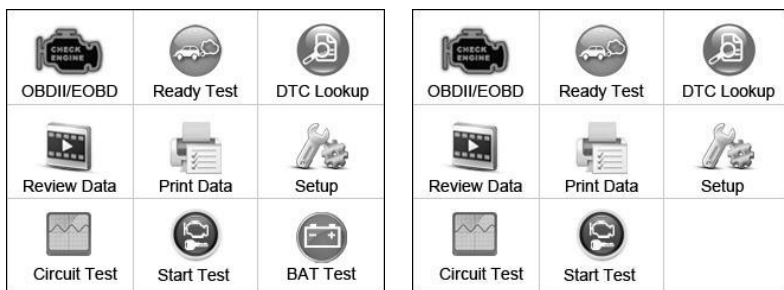 CHECK
ENGINE
OBDII/EOBD
Ready Test
DTC Lookup
Review Data
Print Data
Setup
Circuit Test
Start Test
BAT Test
CHECK
ENGINE
OBDII/EOBD
Ready Test
DTC Lookup
Review Data
Print Data
Setup
Circuit Test
Start Test